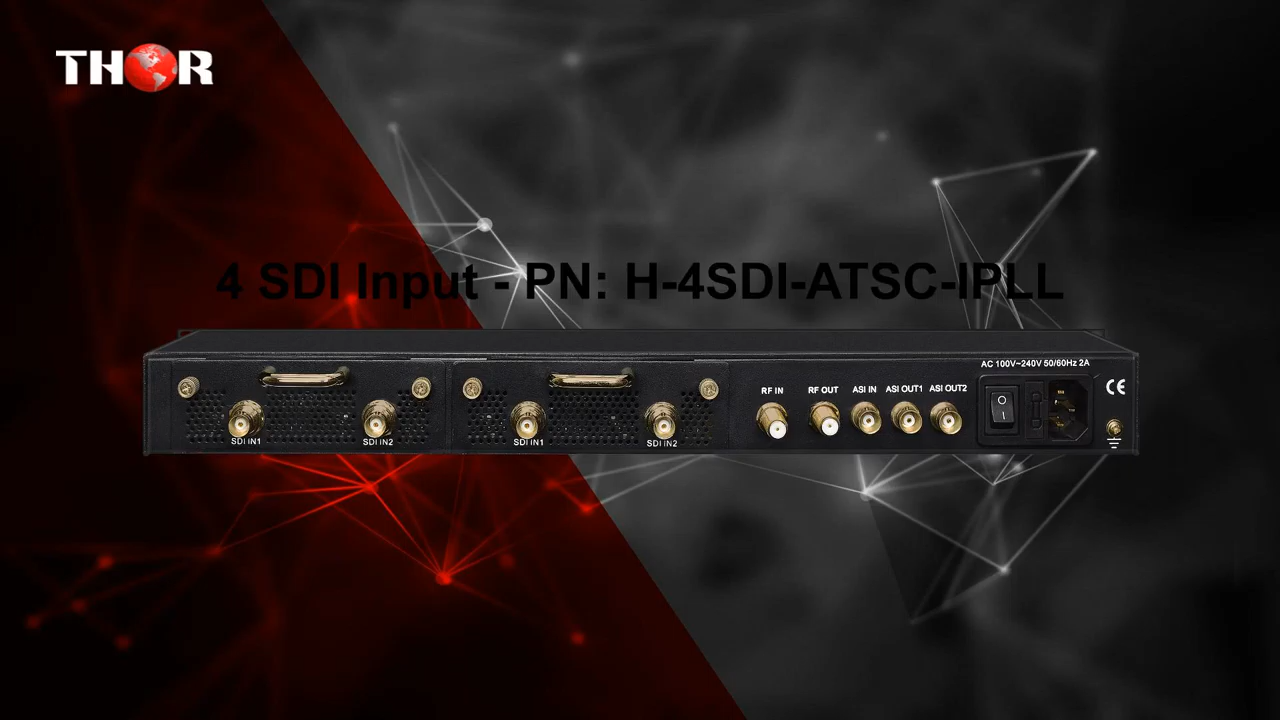 THOR
4 SDI Input - PN: H-4SDI-ATSC-IPLL
AC 100V~240V 50/60Hz 2A
RF IN RF OUT ASI IN ASI OUT1 ASI OUT2
CE
SDI IN1 SDI IN2 SDI IN1 SDI IN2